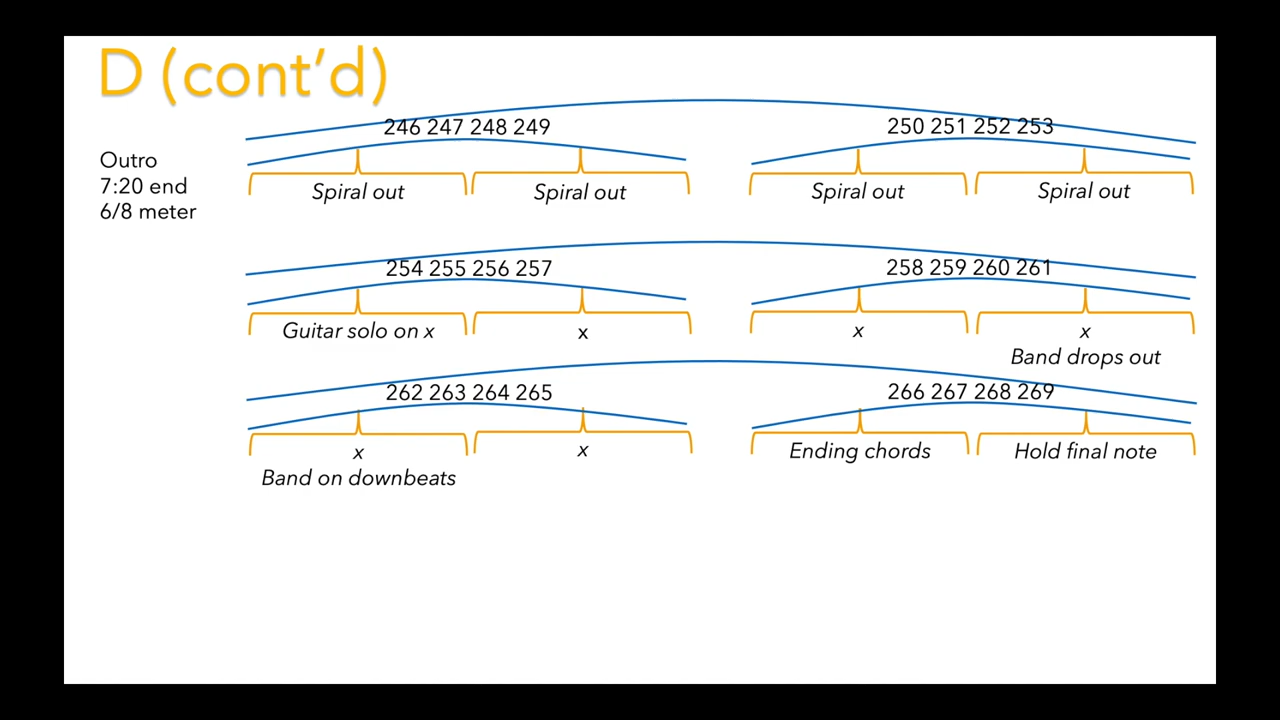 D (cont’d)
246 247 248 249
250 251 252 253
Outro
7:20 end
6/8 meter
Spiral out
Spiral out
Spiral out
Spiral out
254 255 256 257
258 259 260 261
Guitar solo on x
x
x
x
Band drops out
262 263 264 265
266 267 268 269
x
Band on downbeats
x
Ending chords
Hold final note